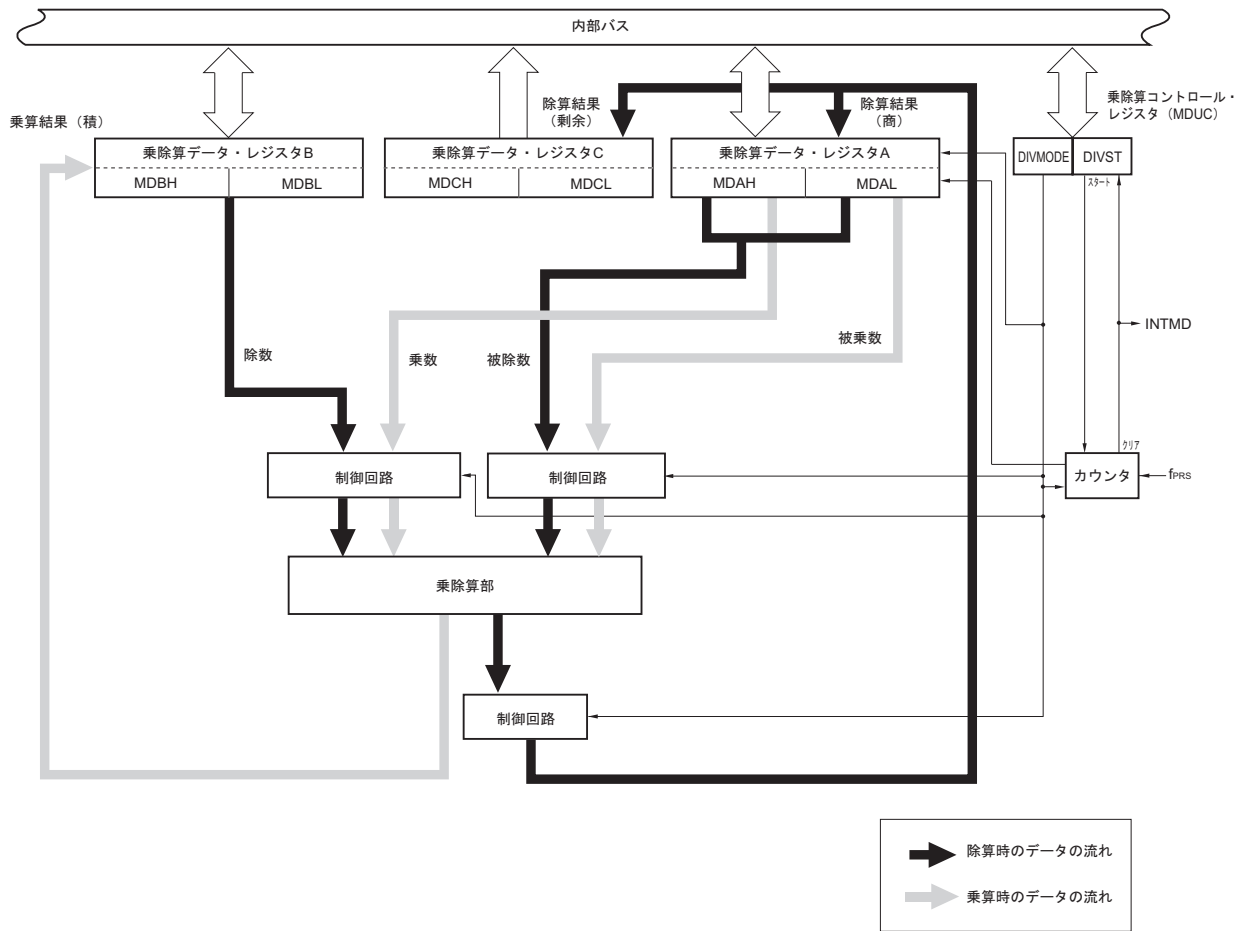 内部バス
乗算結果（積）
除算結果
（剰余）
除算結果
（商）
乗除算コントロール・
レジスタ（MDUC）
乗除算データ・レジスタB
MDBH
MDBL
乗除算データ・レジスタC
MDCH
MDCL
乗除算データ・レジスタA
MDAH
MDAL
DIVMODE
DIVST
スタート
INTMD
除数
乗数
被除数
被乗数
クリア
制御回路
制御回路
カウンタ
fPRS
乗除算部
制御回路
除算時のデータの流れ
乗算時のデータの流れ